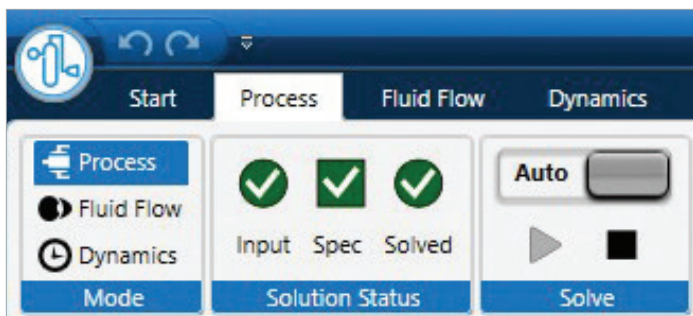 Start Process Fluid Flow Dynamics
Process
Fluid Flow
Dynamics
Mode
Input Spec Solved
Solution Status
Auto
Solve